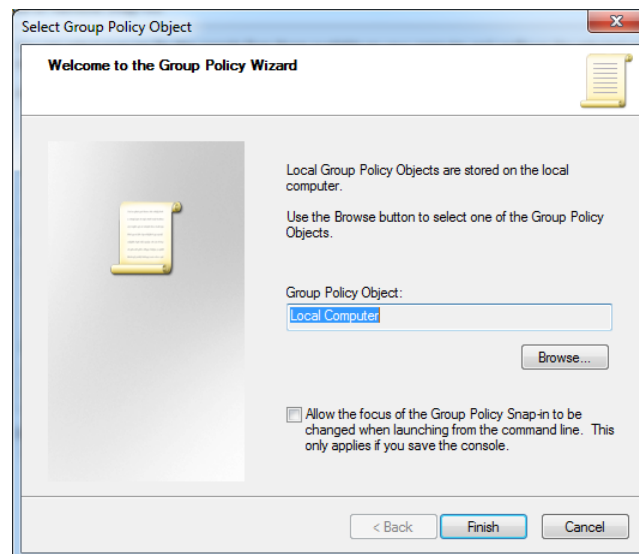 Select Group Policy Object
Welcome to the Group Policy Wizard
Local Group Policy Objects are stored on the local
computer.
Use the Browse button to select one of the Group Policy
Objects.
Group Policy Object:
Local Computer
Browse...
Allow the focus of the Group Policy Snap-in to be
changed when launching from the command line. This
only applies if you save the console.
< Back Finish Cancel